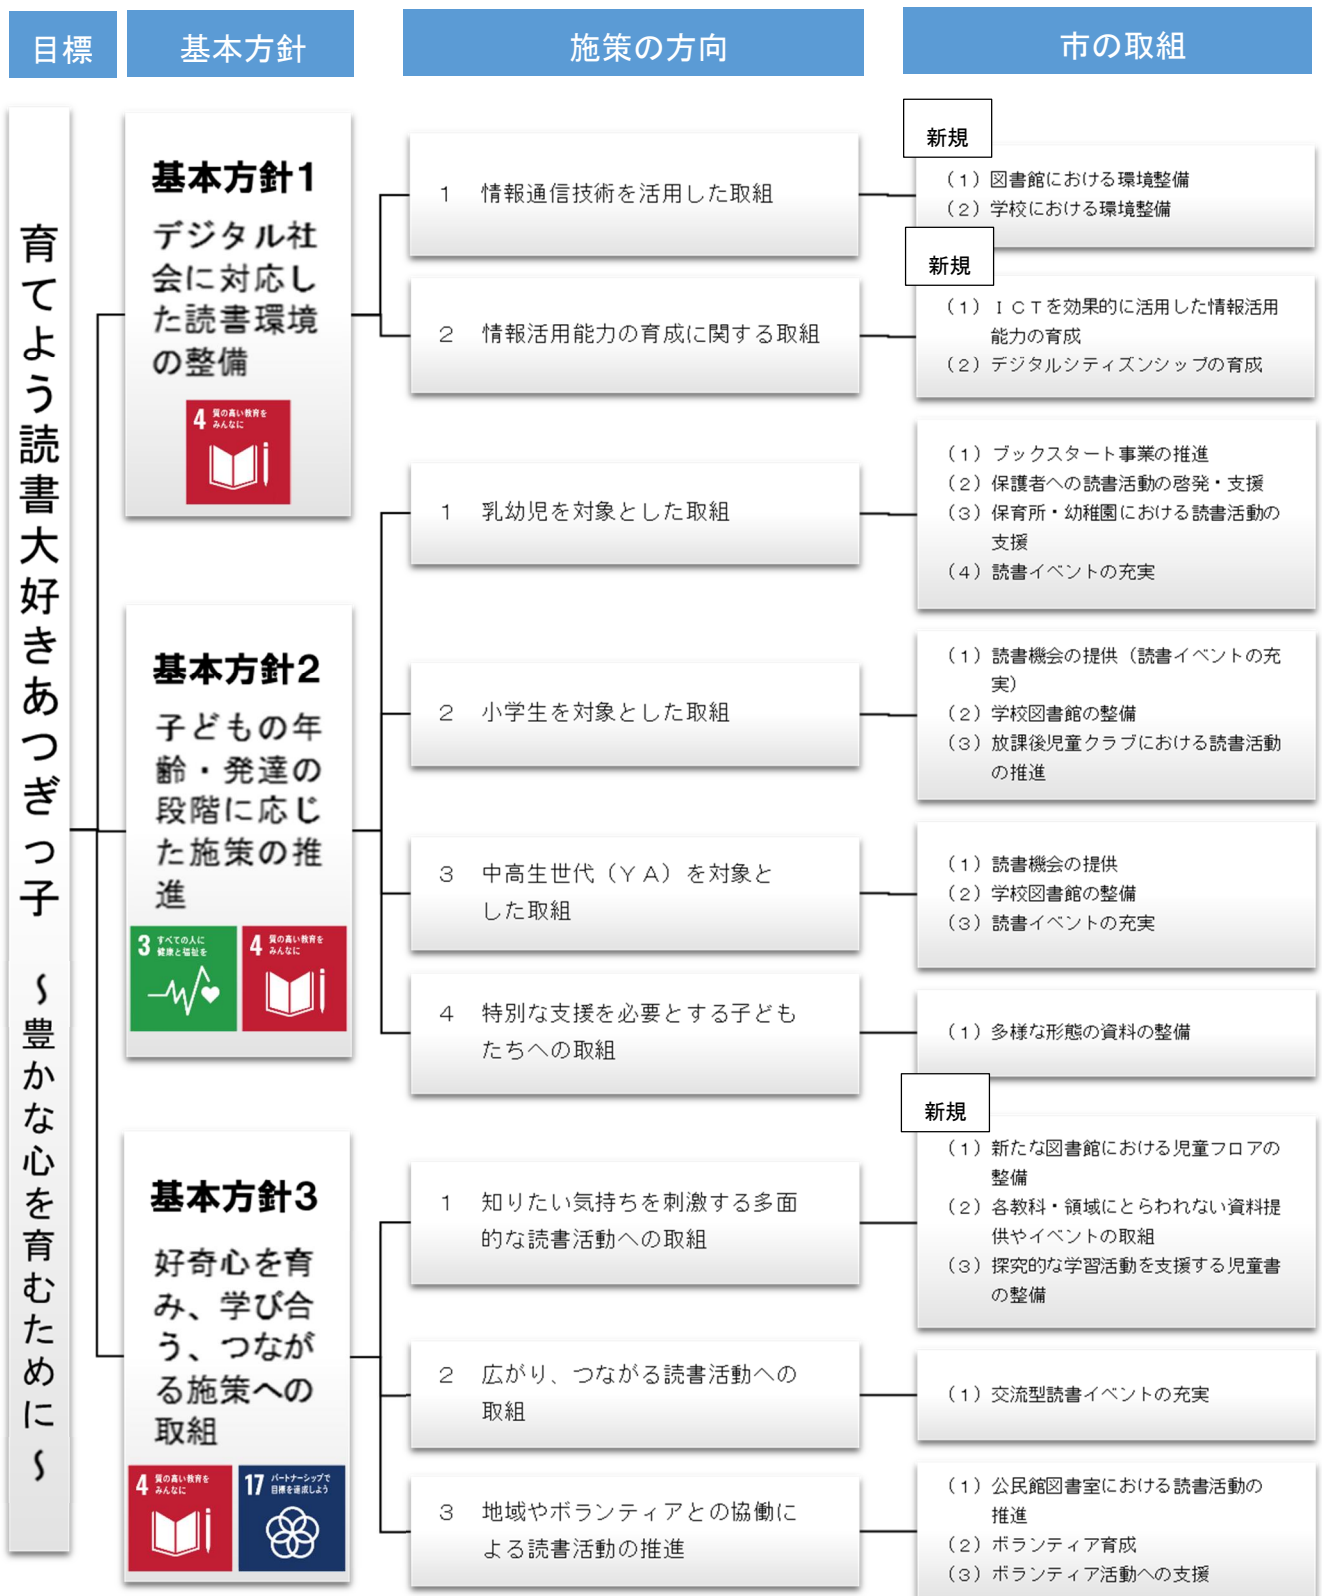 目標
基本方針
施策の方向
市の取組
育てよう読書大好きあつぎっ子 ～豊かな心を育むために～
基本方針1
デジタル社
会に対応し
た読書環境
の整備
4 質の高い教育を
みんなに
1 情報通信技術を活用した取組
新規
（1）図書館における環境整備
（2）学校における環境整備
2 情報活用能力の育成に関する取組
新規
（1）ＩＣＴを効果的に活用した情報活用
能力の育成
（2）デジタルシティズンシップの育成
基本方針2
子どもの年
齢・発達の
段階に応じ
た施策の推
進
3 すべての人に
健康と福祉を
4 質の高い教育を
みんなに
1 乳幼児を対象とした取組
（1）ブックスタート事業の推進
（2）保護者への読書活動の啓発・支援
（3）保育所・幼稚園における読書活動の
支援
（4）読書イベントの充実
2 小学生を対象とした取組
（1）読書機会の提供（読書イベントの充
実）
（2）学校図書館の整備
（3）放課後児童クラブにおける読書活動
の推進
3 中高生世代（ＹＡ）を対象と
した取組
（1）読書機会の提供
（2）学校図書館の整備
（3）読書イベントの充実
4 特別な支援を必要とする子ども
たちへの取組
（1）多様な形態の資料の整備
基本方針3
好奇心を育
み、学び合
う、つなが
る施策への
取組
4 質の高い教育を
みんなに
17 パートナーシップで
目標を達成しよう
1 知りたい気持ちを刺激する多面
的な読書活動への取組
新規
（1）新たな図書館における児童フロアの
整備
（2）各教科・領域にとらわれない資料提
供やイベントの取組
（3）探究的な学習活動を支援する児童書
の整備
2 広がり、つながる読書活動への
取組
（1）交流型読書イベントの充実
3 地域やボランティアとの協働に
よる読書活動の推進
（1）公民館図書室における読書活動の
推進
（2）ボランティア育成
（3）ボランティア活動への支援